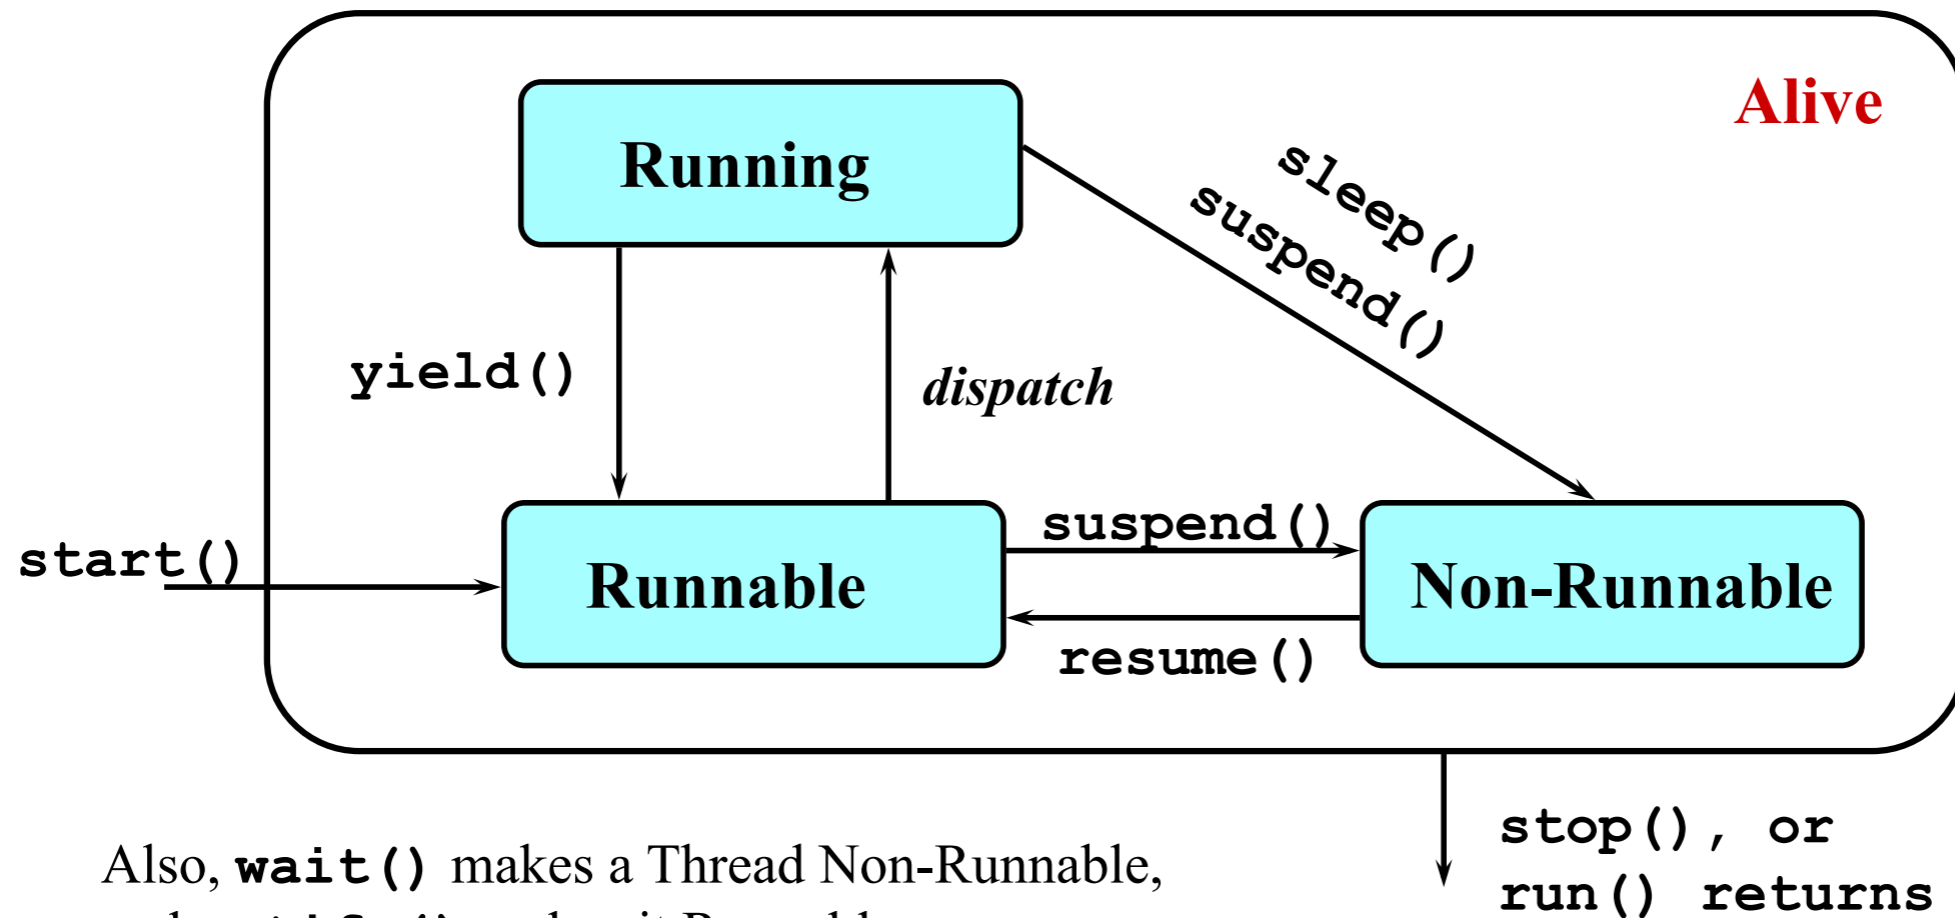 Alive
Running
sleep()
suspend()
yield()
dispatch
start()
Runnable
suspend()
resume()
Non-Runnable
stop(), or
run() returns
Also, wait() makes a Thread Non-Runnable,